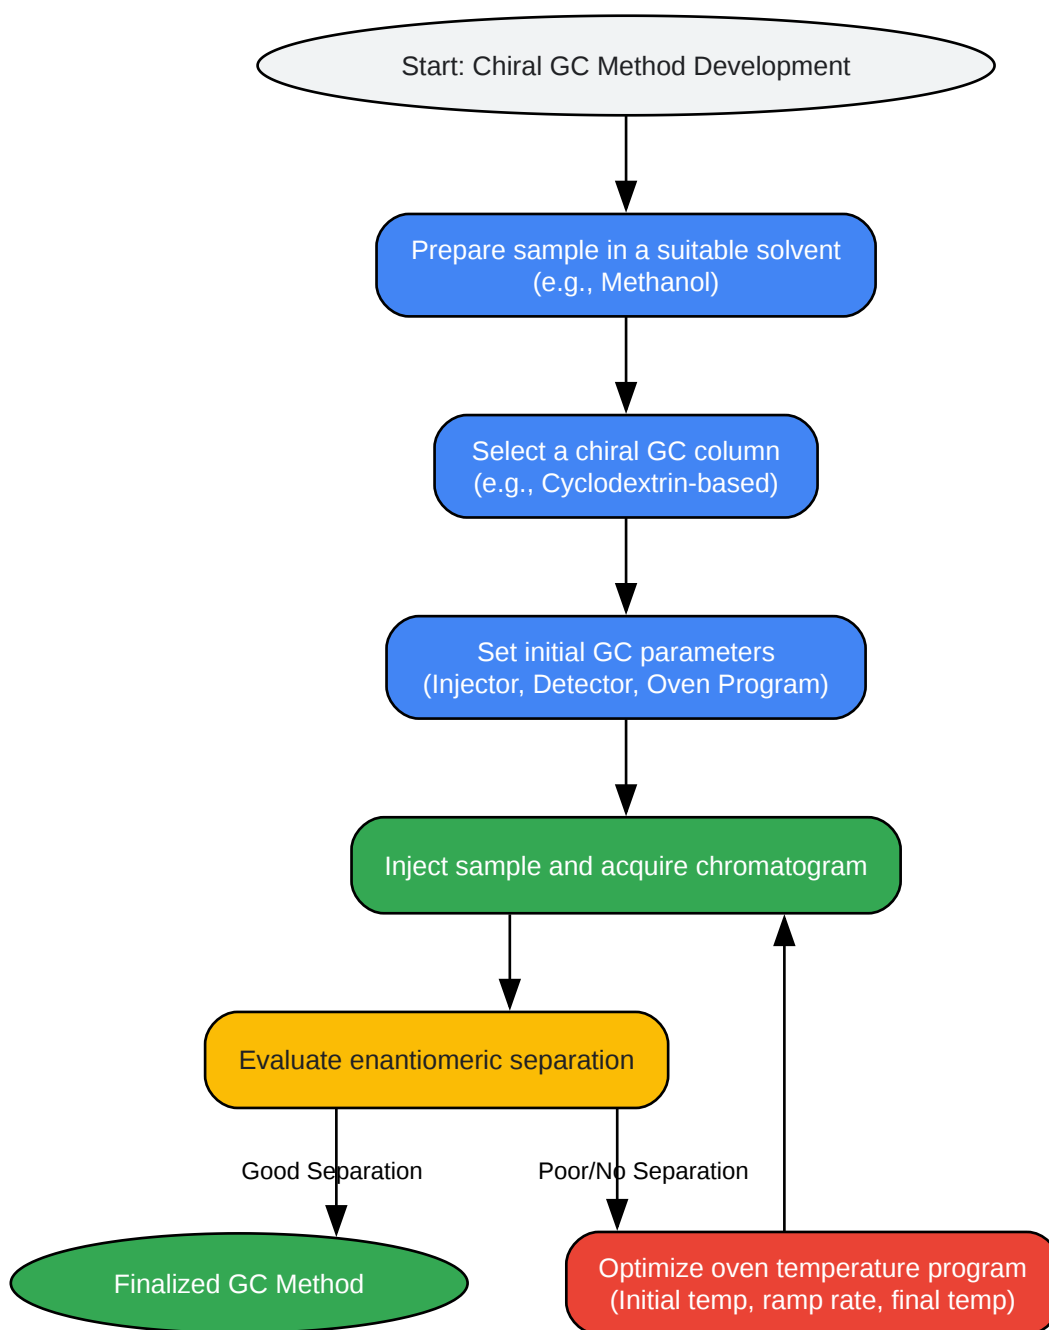 Start: Chiral GC Method Development
Prepare sample in a suitable solvent
(e.g., Methanol)
Select a chiral GC column
(e.g., Cyclodextrin-based)
Set initial GC parameters
(Injector, Detector, Oven Program)
Inject sample and acquire chromatogram
Evaluate enantiomeric separation
Good Separation
Poor/No Separation
Finalized GC Method
Optimize oven temperature program
(Initial temp, ramp rate, final temp)